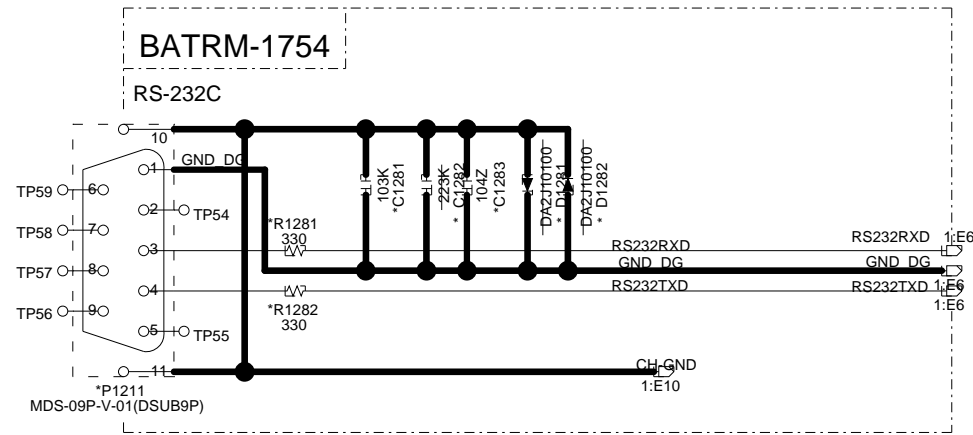 BATRM-1754
RS-232C
10
1
GND_DG
TP59
6
2
TP54
TP58
7
*R1281
330
3
RS232RXD
RS232RXD
1:E6
TP57
8
GND_DG
GND_DG
1:E6
4
RS232TXD
RS232TXD
1:E6
*R1282
330
TP56
9
5
TP55
11
CH-GND
1:E10
*P1211
MDS-09P-V-01(DSUB9P)
103K
*C1281
223K
* C1282
104Z
*C1283
DA2J10100
* D1281
DA2J10100
* D1282